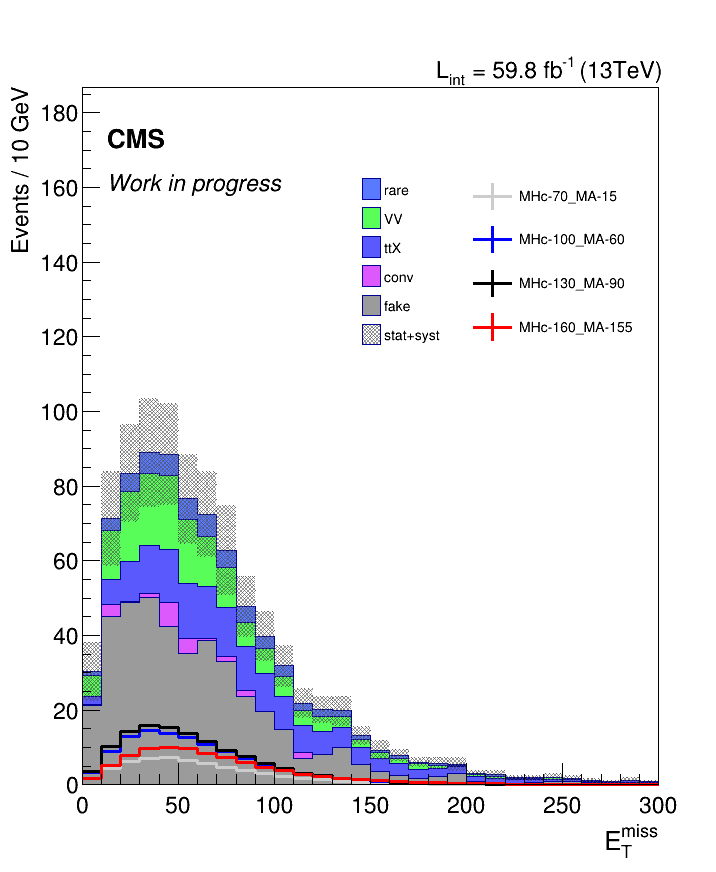 L_int = 59.8 fb^-1 (13TeV)
Events / 10 GeV
180
160
140
120
100
80
60
40
20
0
CMS
Work in progress
rare
VV
ttX
conv
fake
stat+syst
MHc-70_MA-15
MHc-100_MA-60
MHc-130_MA-90
MHc-160_MA-155
0 50 100 150 200 250 300
E_T^miss